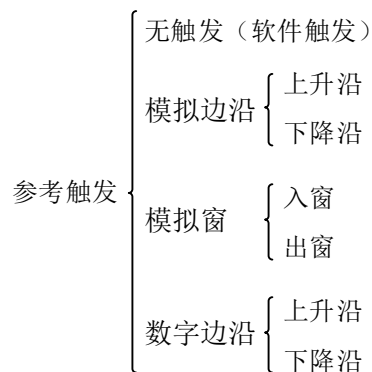 参考触发
无触发（软件触发）
模拟边沿
上升沿
下降沿
模拟窗
入窗
出窗
数字边沿
上升沿
下降沿